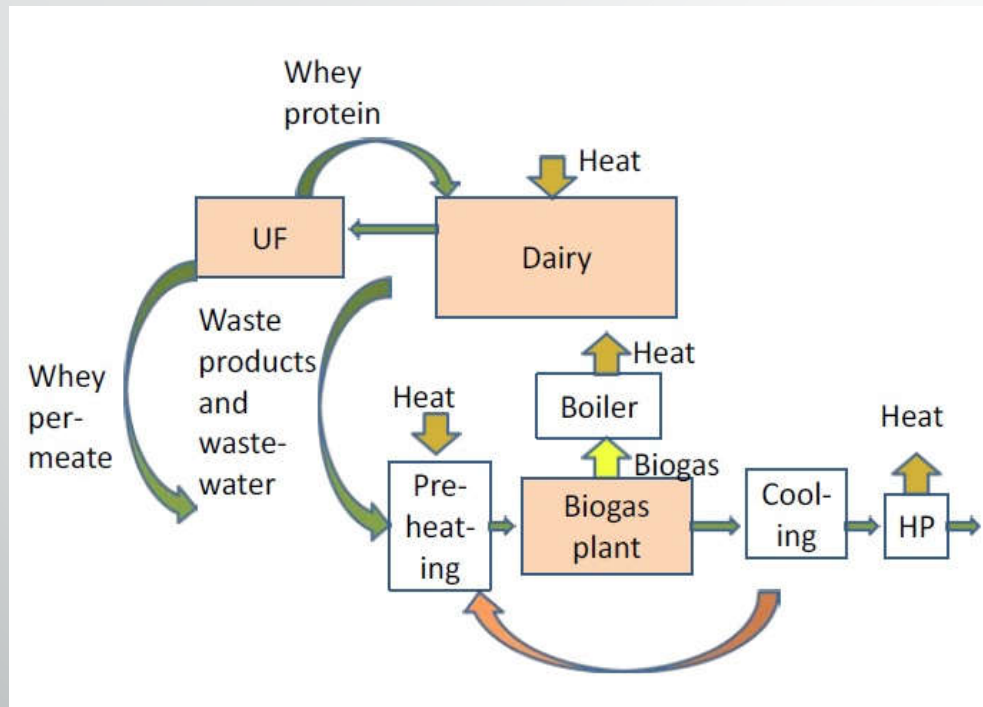 Whey
protein
Heat
UF
Dairy
Waste
products
and
waste-
water
Whey
per-
meate
Heat
Boiler
Heat
Heat
Biogas
Pre-
heat-
ing
Biogas
plant
Cool-
ing
HP